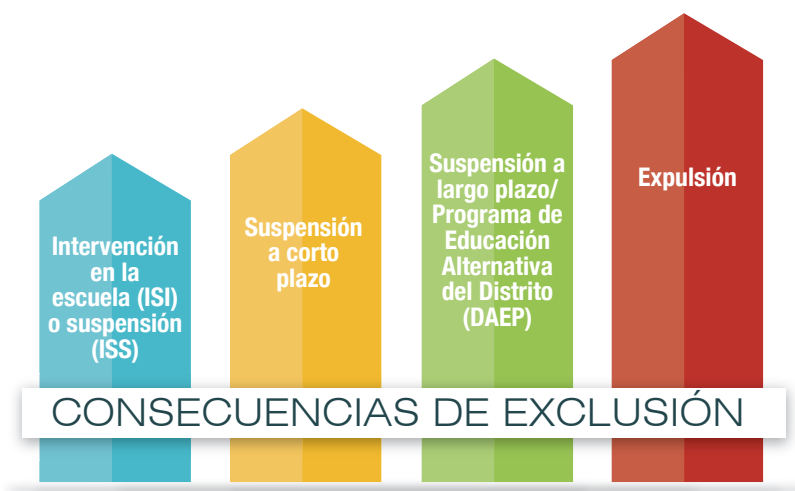 Intervención
en la
escuela (ISI)
o suspensión
(ISS)
Suspensión
a corto
plazo
Suspensión a
largo plazo/
Programa de
Educación
Alternativa
del Distrito
(DAEP)
Expulsión
CONSECUENCIAS DE EXCLUSIÓN